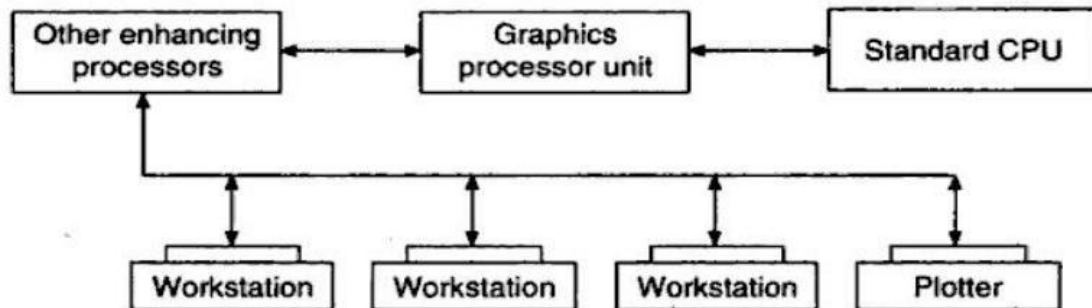 Other enhancing
processors
Graphics
processor unit
Standard CPU
Workstation
Workstation
Workstation
Plotter